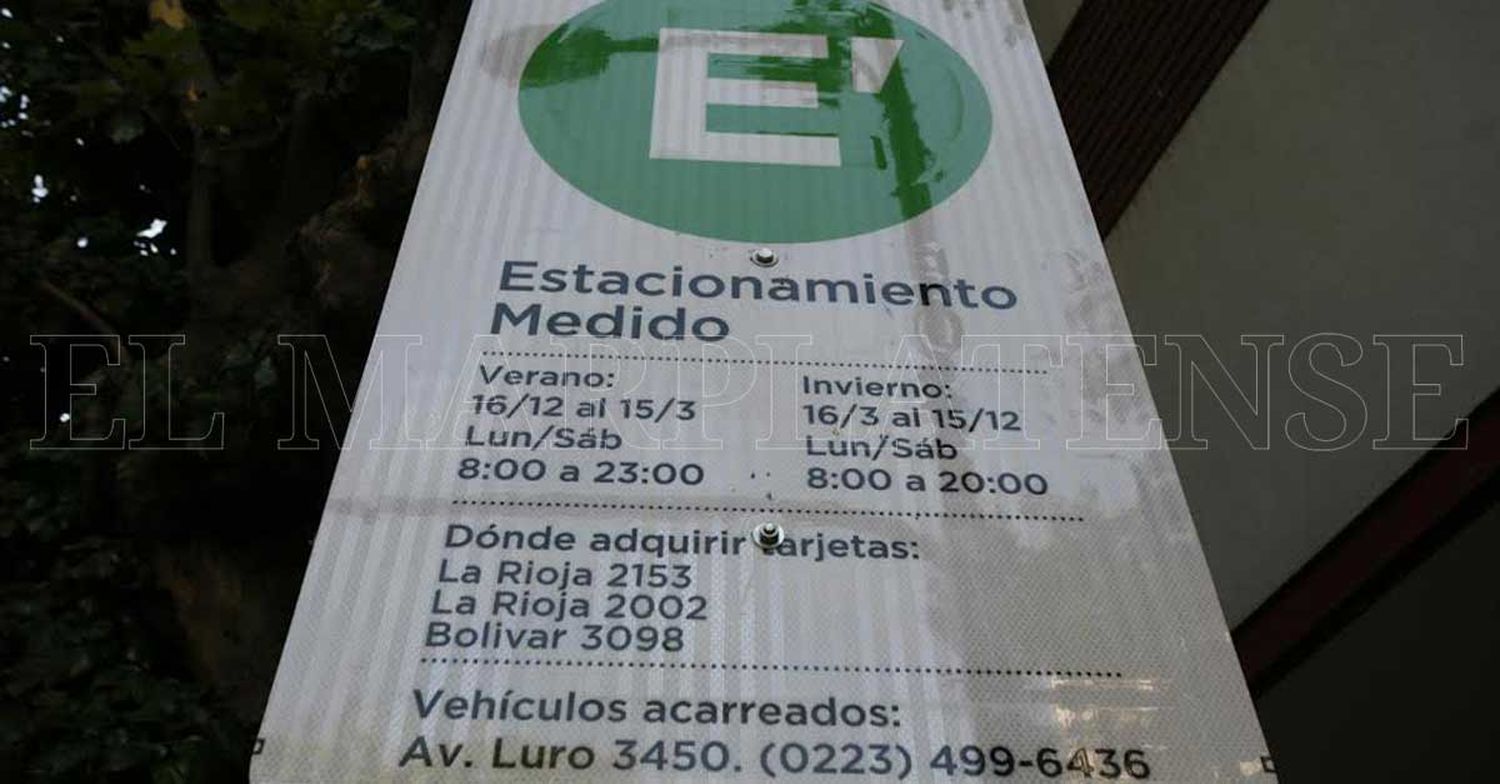 E
Estacionamiento
Medido
Verano:
16/12 al 15/3
Lun/Sáb
8:00 a 23:00
Invierno:
16/3 al 15/12
Lun/Sáb
8:00 a 20:00
Dónde adquirir tarjetas:
La Rioja 2153
La Rioja 2002
Bolivar 3098
Vehículos acarreados:
Av. Luro 3450. (0223) 499-6436
EL MARPLATENSE